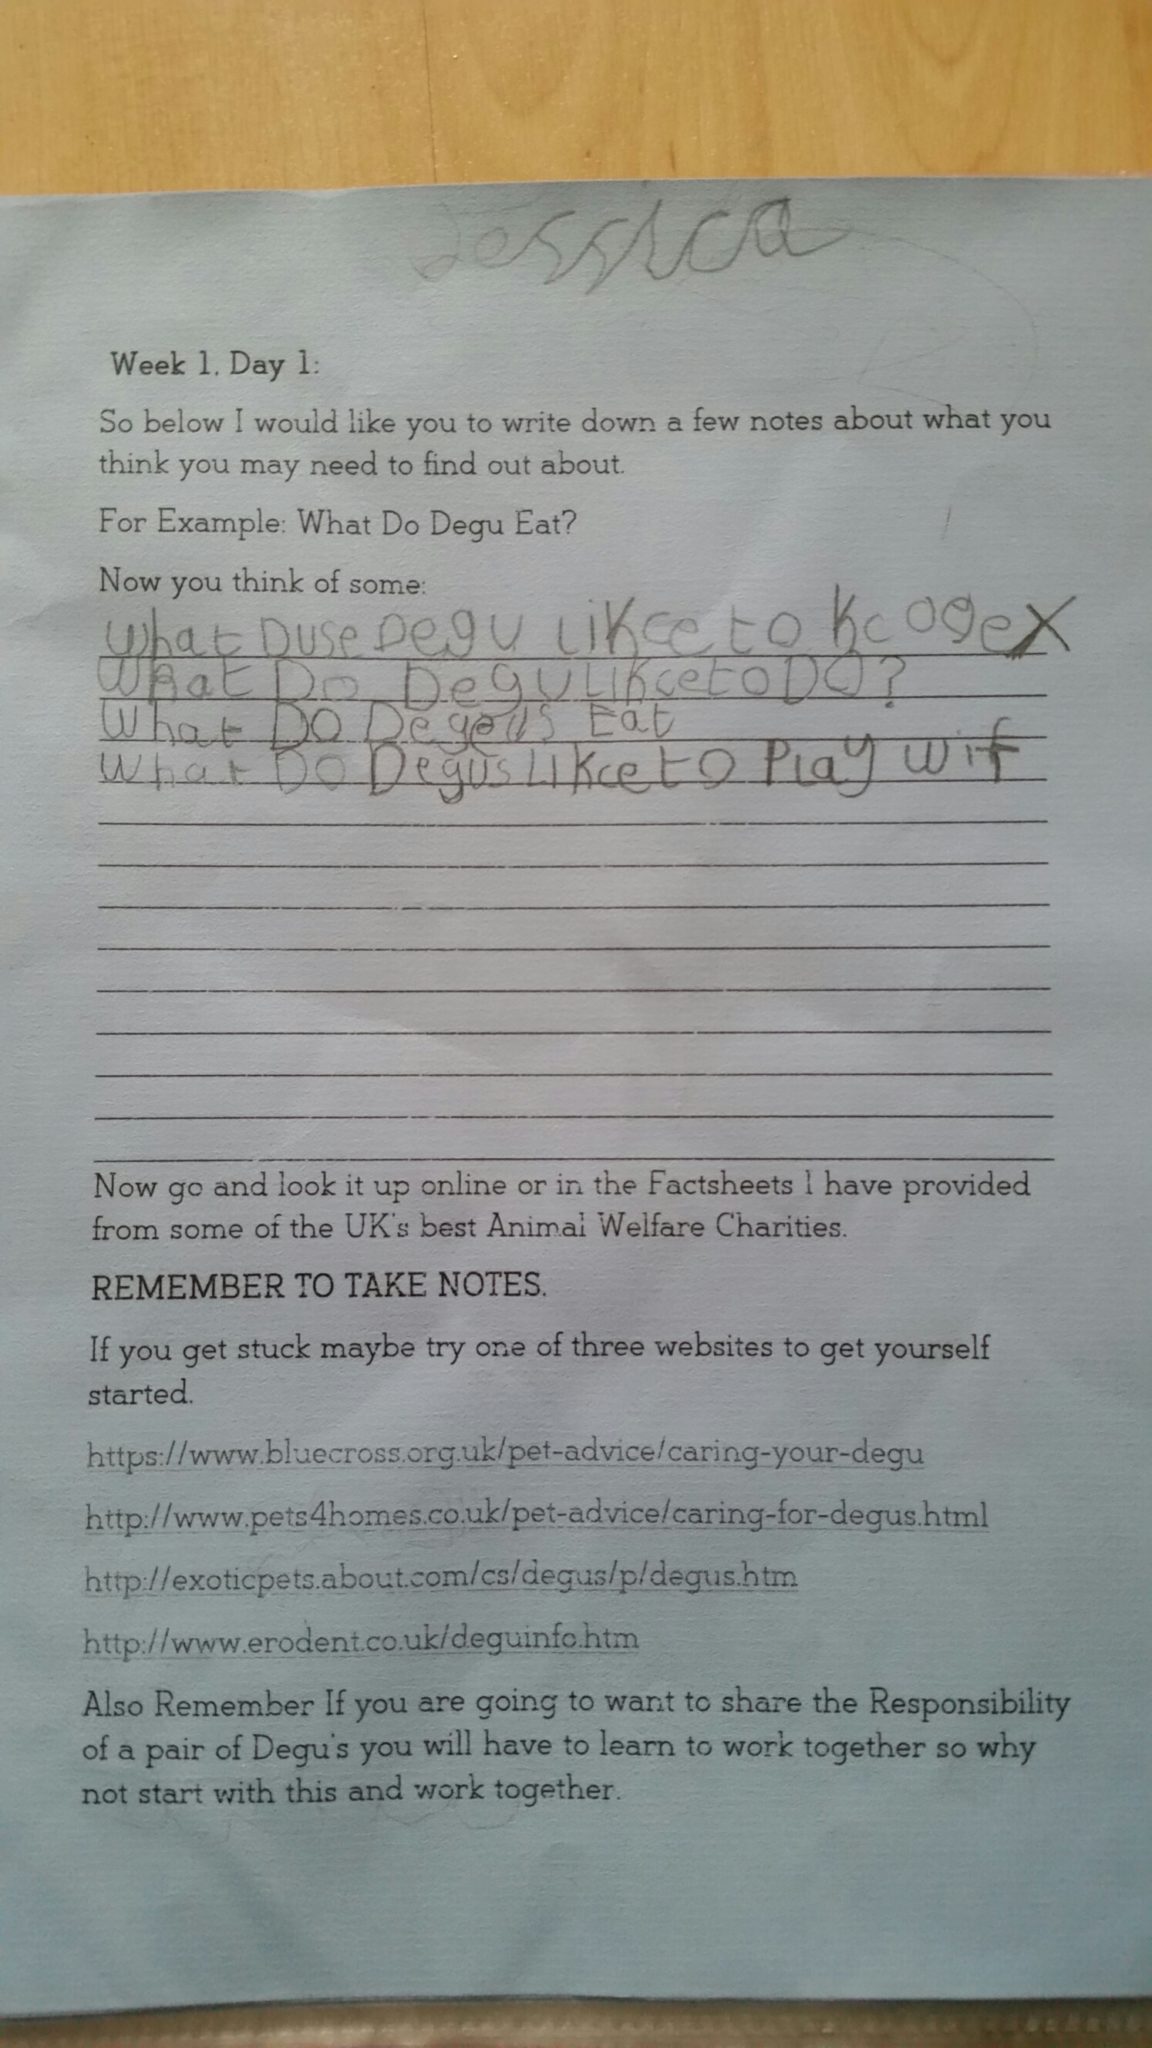 Jessica
Week 1, Day 1:
So below I would like you to write down a few notes about what you
think you may need to find out about.
For Example: What Do Degu Eat?
Now you think of some:
What Duse Degu Likce to
What Do Degu Likce to DO?
What DO Degeus Eat
What DO Degus Likce to Play wif
Now go and look it up online or in the Factsheets I have provided
from some of the UK's best Animal Welfare Charities.
REMEMBER TO TAKE NOTES.
If you get stuck maybe try one of three websites to get yourself
started.
https://www.bluecross.org.uk/pet-advice/caring-your-degu
http://www.pets4homes.co.uk/pet-advice/caring-for-degus.html
http://exoticpets.about.com/cs/degus/p/degus.htm
http://www.erodent.co.uk/deguinfo.htm
Also Remember If you are going to want to share the Responsibility
of a pair of Degu's you will have to learn to work together so why
not start with this and work together.